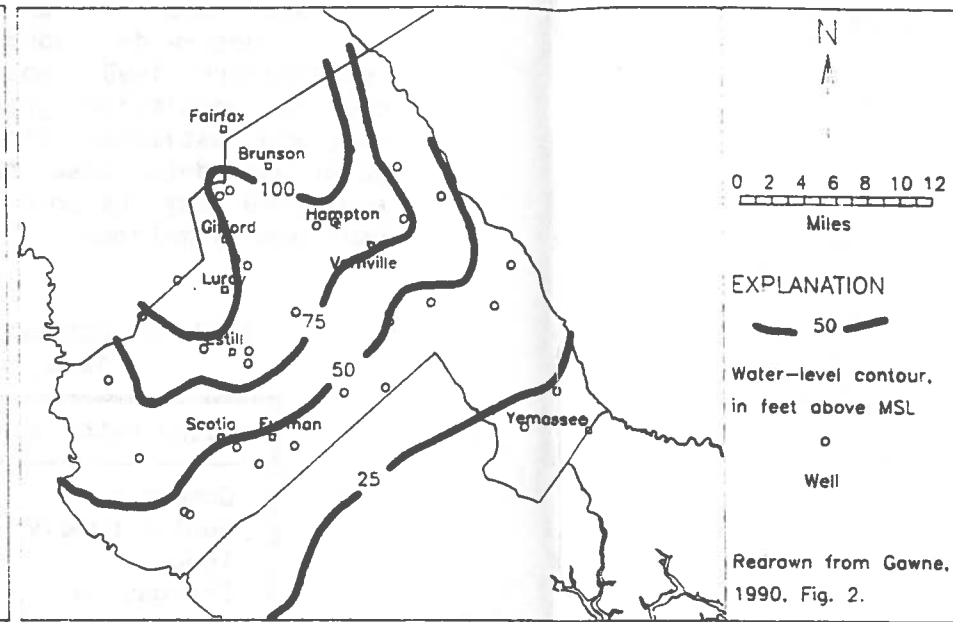 N
Fairfax
Brunson
100
Hampton
Gifford
Varnville
Luray
75
Estill
50
Scotia
Furman
Yemassee
25
0 2 4 6 8 10 12
Miles
EXPLANATION
50
Water-level contour,
in feet above MSL
Well
Rearawn from Gawne,
1990, Fig. 2.